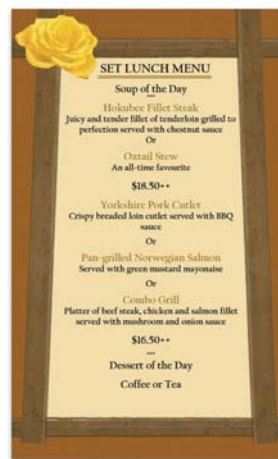 SET LUNCH MENU
Soup of the Day
***
Hokubee Fillet Steak
Juicy and tender fillet of tenderloin grilled to
perfection served with chestnut sauce
Or
Oxtail Stew
An all-time favourite
$18.50++
Yorkshire Pork Cutlet
Crispy breaded loin cutlet served with BBQ
sauce
Or
Pan-grilled Norwegian Salmon
Served with green mustard mayonaise
Or
Combo Grill
Platter of beef steak, chicken and salmon fillet
served with mushroom and onion sauce
$16.50++
***
Dessert of the Day
Coffee or Tea